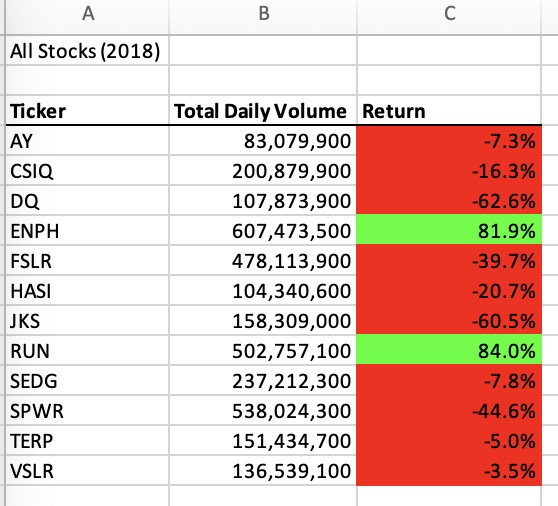 A B C
All Stocks (2018)
Ticker Total Daily Volume Return
AY 83,079,900 -7.3%
CSIQ 200,879,900 -16.3%
DQ 107,873,900 -62.6%
ENPH 607,473,500 81.9%
FSLR 478,113,900 -39.7%
HASI 104,340,600 -20.7%
JKS 158,309,000 -60.5%
RUN 502,757,100 84.0%
SEDG 237,212,300 -7.8%
SPWR 538,024,300 -44.6%
TERP 151,434,700 -5.0%
VSLR 136,539,100 -3.5%